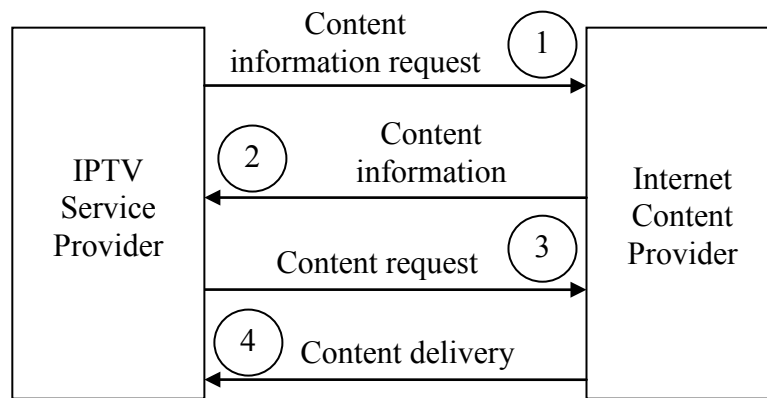 Content
information request
1
2
Content
information
IPTV
Service
Provider
Internet
Content
Provider
3
Content request
4
Content delivery